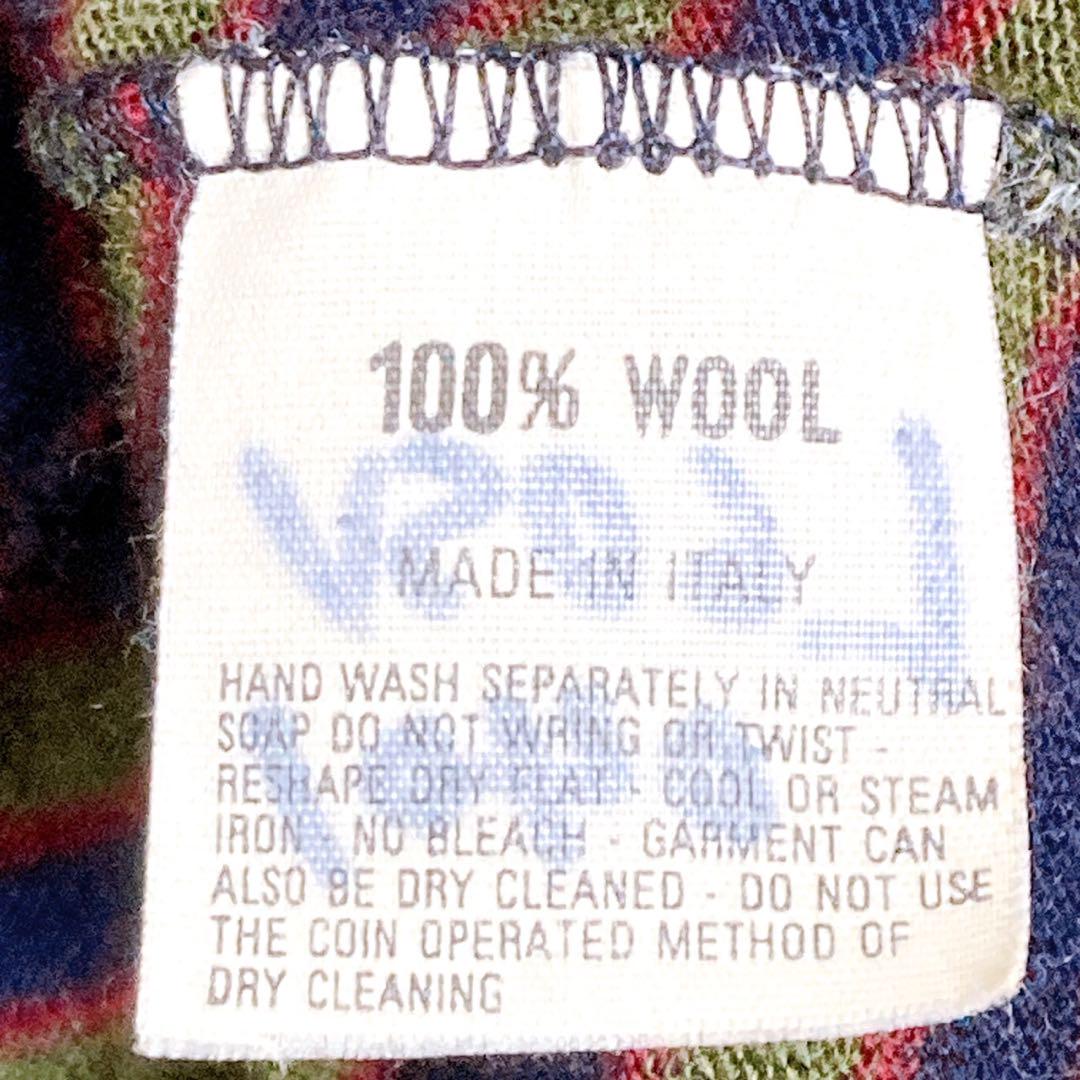 100% WOOL
MADE IN ITALY
HAND WASH SEPARATELY IN NEUTRAL
SOAP DO NOT WRING OR TWIST -
RESHAPE DRY FLAT - COOL OR STEAM
IRON - NO BLEACH - GARMENT CAN
ALSO BE DRY CLEANED - DO NOT USE
THE COIN OPERATED METHOD OF
DRY CLEANING